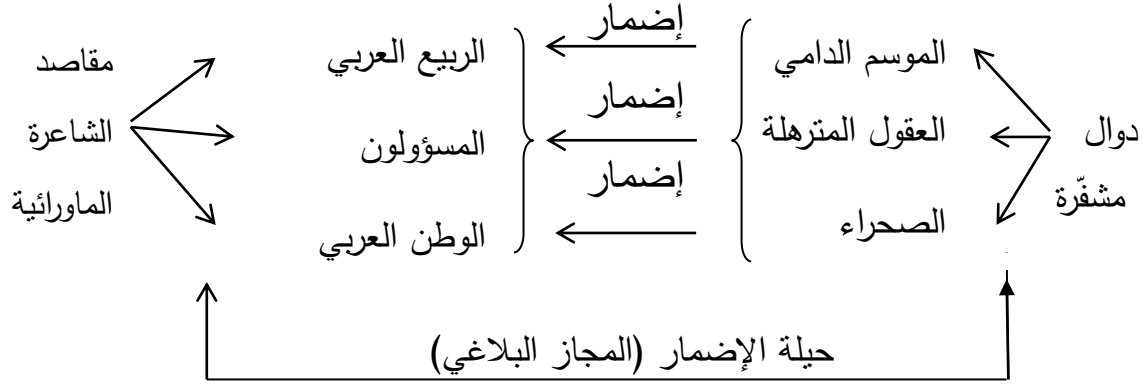 دوال
مشفّرة
الموسم الدامي
العقول المترهلة
الصحراء
إضمار
إضمار
إضمار
الربيع العربي
المسؤولون
الوطن العربي
مقاصد
الشاعرة
الماورائية
حيلة الإضمار (المجاز البلاغي)